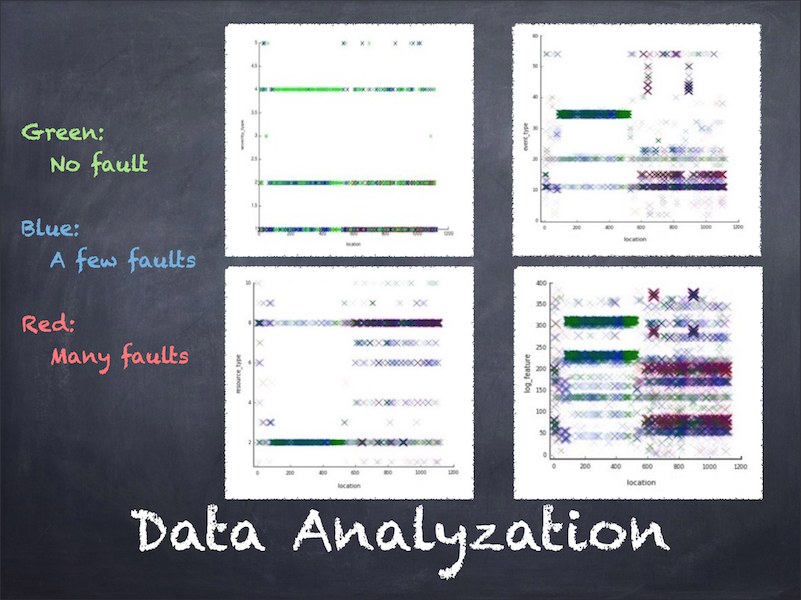 Green:
No fault
Blue:
A few faults
Red:
Many faults
severity_type
5
4.5
4
3.5
3
2.5
2
1.5
1
0 200 400 600 800 1000 1200
location
event_type
60
50
40
30
20
10
0
0 200 400 600 800 1000 1200
location
resource_type
10
8
6
4
2
0 200 400 600 800 1000 1200
location
log_feature
400
350
300
250
200
150
100
50
0
0 200 400 600 800 1000 1200
location
Data Analyzation